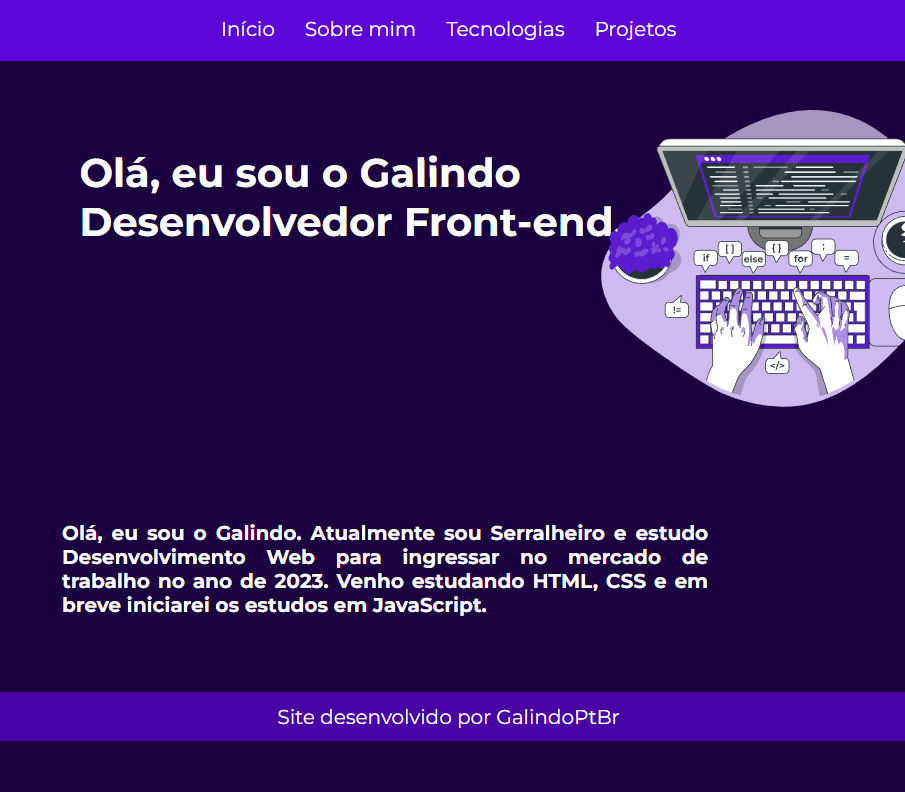 Início Sobre mim Tecnologias Projetos
Olá, eu sou o Galindo
Desenvolvedor Front-end.
if
[ ]
else
{ }
for
;
=
!=
</>
Olá, eu sou o Galindo. Atualmente sou Serralheiro e estudo
Desenvolvimento Web para ingressar no mercado de
trabalho no ano de 2023. Venho estudando HTML, CSS e em
breve iniciarei os estudos em JavaScript.
Site desenvolvido por GalindoPtBr